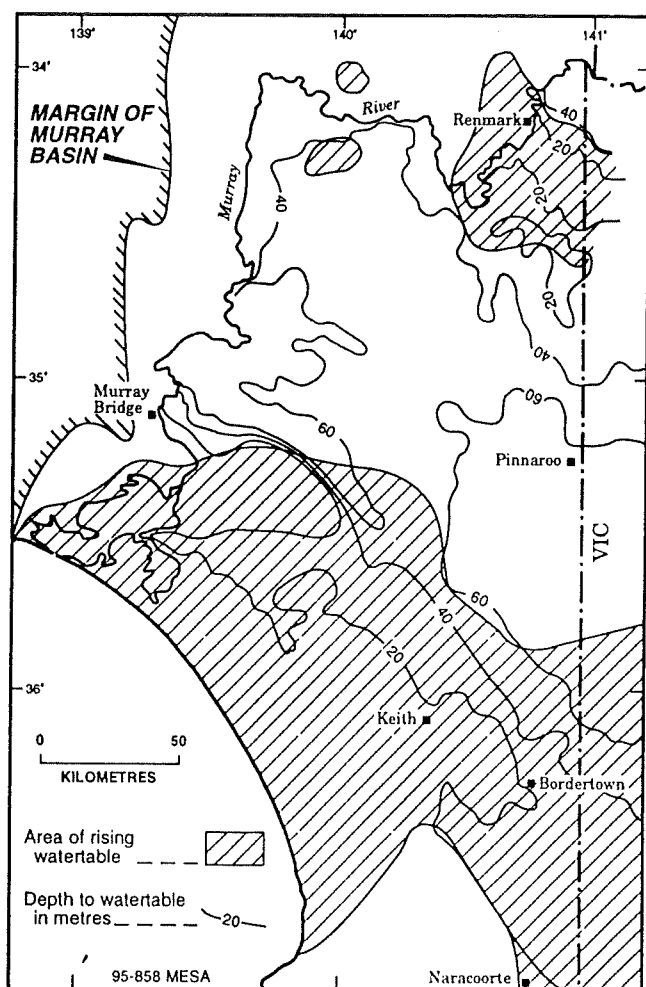 139°
140°
141°
34'
MARGIN OF
MURRAY
BASIN
River
Murray
Renmark
40
20
20
40
20
40
35'
Murray
Bridge
60
60
Pinnaroo
VIC
60
40
20
36'
Keith
0 50
KILOMETRES
Bordertown
Area of rising
watertable
Depth to watertable
in metres
20
95-858 MESA
Naracoorte